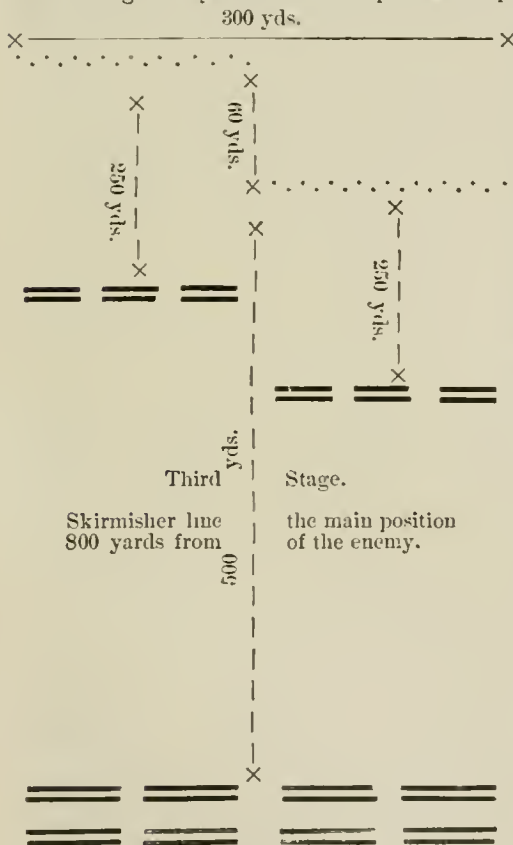 300 yds.
60 yds.
250 yds.
250 yds.
500 yds.
Third Stage.
Skirmisher line the main position
800 yards from of the enemy.